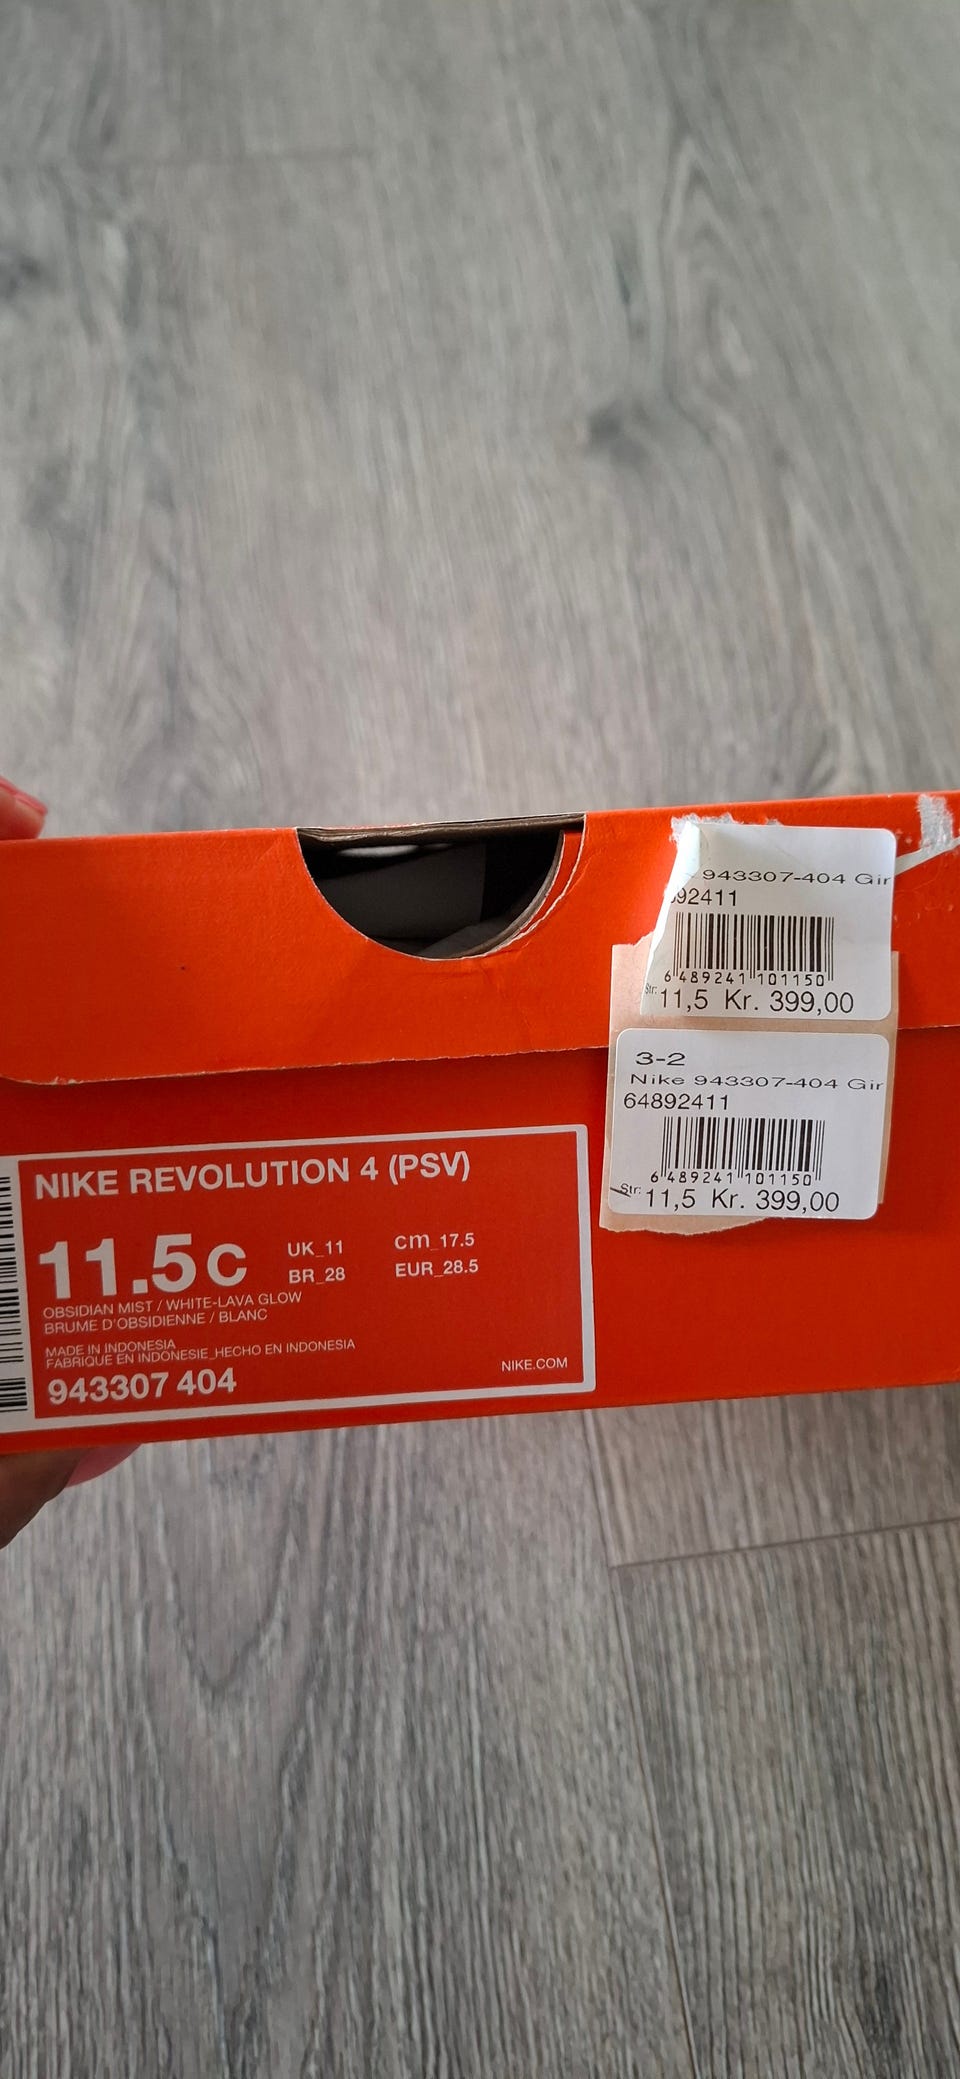 943307-404 Gir
92411
6 489241 101150
Str: 11,5 Kr. 399,00
3-2
Nike 943307-404 Gir
64892411
6 489241 101150
Str: 11,5 Kr. 399,00
NIKE REVOLUTION 4 (PSV)
11.5C UK_11 cm_17.5
BR_28 EUR_28.5
OBSIDIAN MIST / WHITE-LAVA GLOW
BRUME D'OBSIDIENNE / BLANC
MADE IN INDONESIA
FABRIQUE EN INDONESIE_HECHO EN INDONESIA
943307 404
NIKE.COM